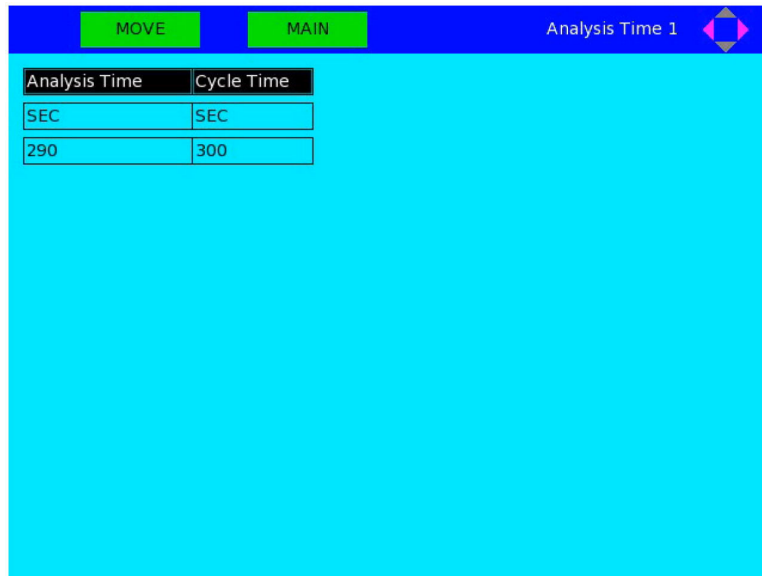 MOVE MAIN Analysis Time 1
Analysis Time Cycle Time
SEC SEC
290 300